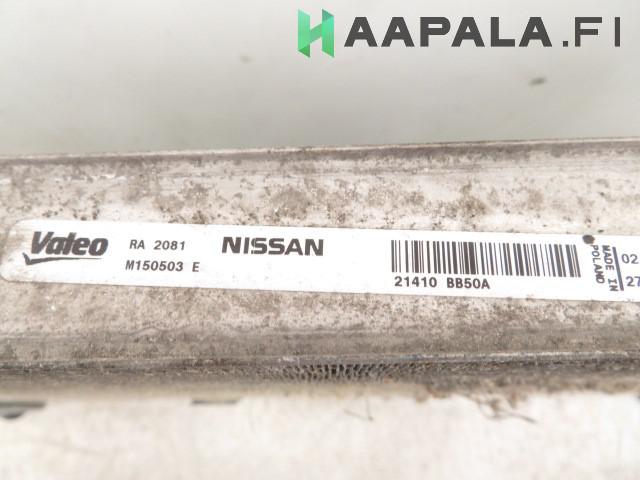 HAAPALA.FI
Valeo
RA 2081
M150503 E
NISSAN
21410 BB50A
MADE IN
POLAND
02
27